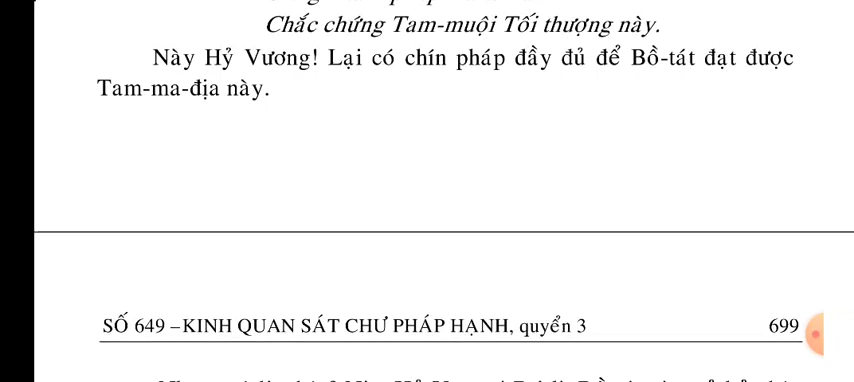 Chắc chứng Tam-muội Tối thượng này.
Này Hỷ Vương! Lại có chín pháp đầy đủ để Bồ-tát đạt được
Tam-ma-địa này.
SỐ 649 –KINH QUAN SÁT CHƯ PHÁP HẠNH, quyển 3 699